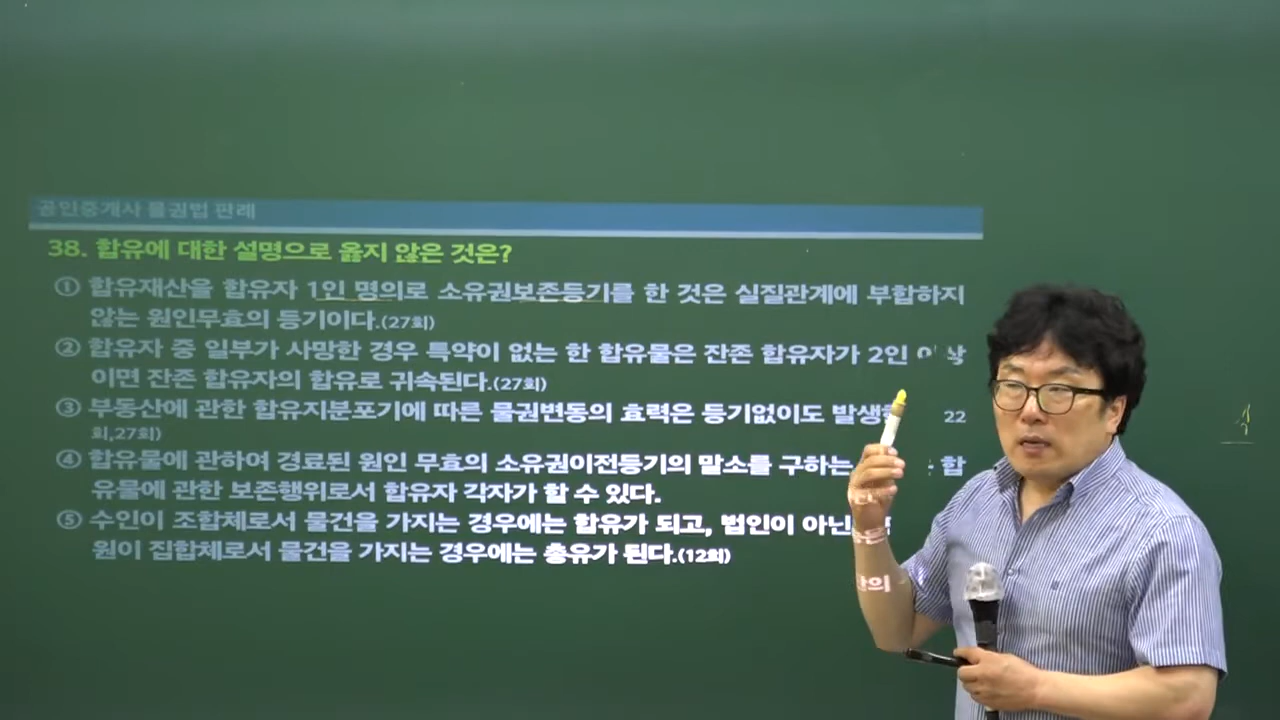 공인중개사 물권법 판례
38. 합유에 대한 설명으로 옳지 않은 것은?
① 합유재산을 합유자 1인 명의로 소유권보존등기를 한 것은 실질관계에 부합하지
않는 원인무효의 등기이다.(27회)
② 합유자 중 일부가 사망한 경우 특약이 없는 한 합유물은 잔존 합유자가 2인
이면 잔존 합유자의 합유로 귀속된다.(27회)
③ 부동산에 관한 합유지분포기에 따른 물권변동의 효력은 등기없이도 22
회,27회)
④ 합유물에 관하여 경료된 원인 무효의 소유권이전등기의 말소를 구하는 합
유물에 관한 보존행위로서 합유자 각자가 할 수 있다.
⑤ 수인이 조합체로서 물건을 가지는 경우에는 합유가 되고, 법인이 아닌
원이 집합체로서 물건을 가지는 경우에는 총유가 된다.(12회)